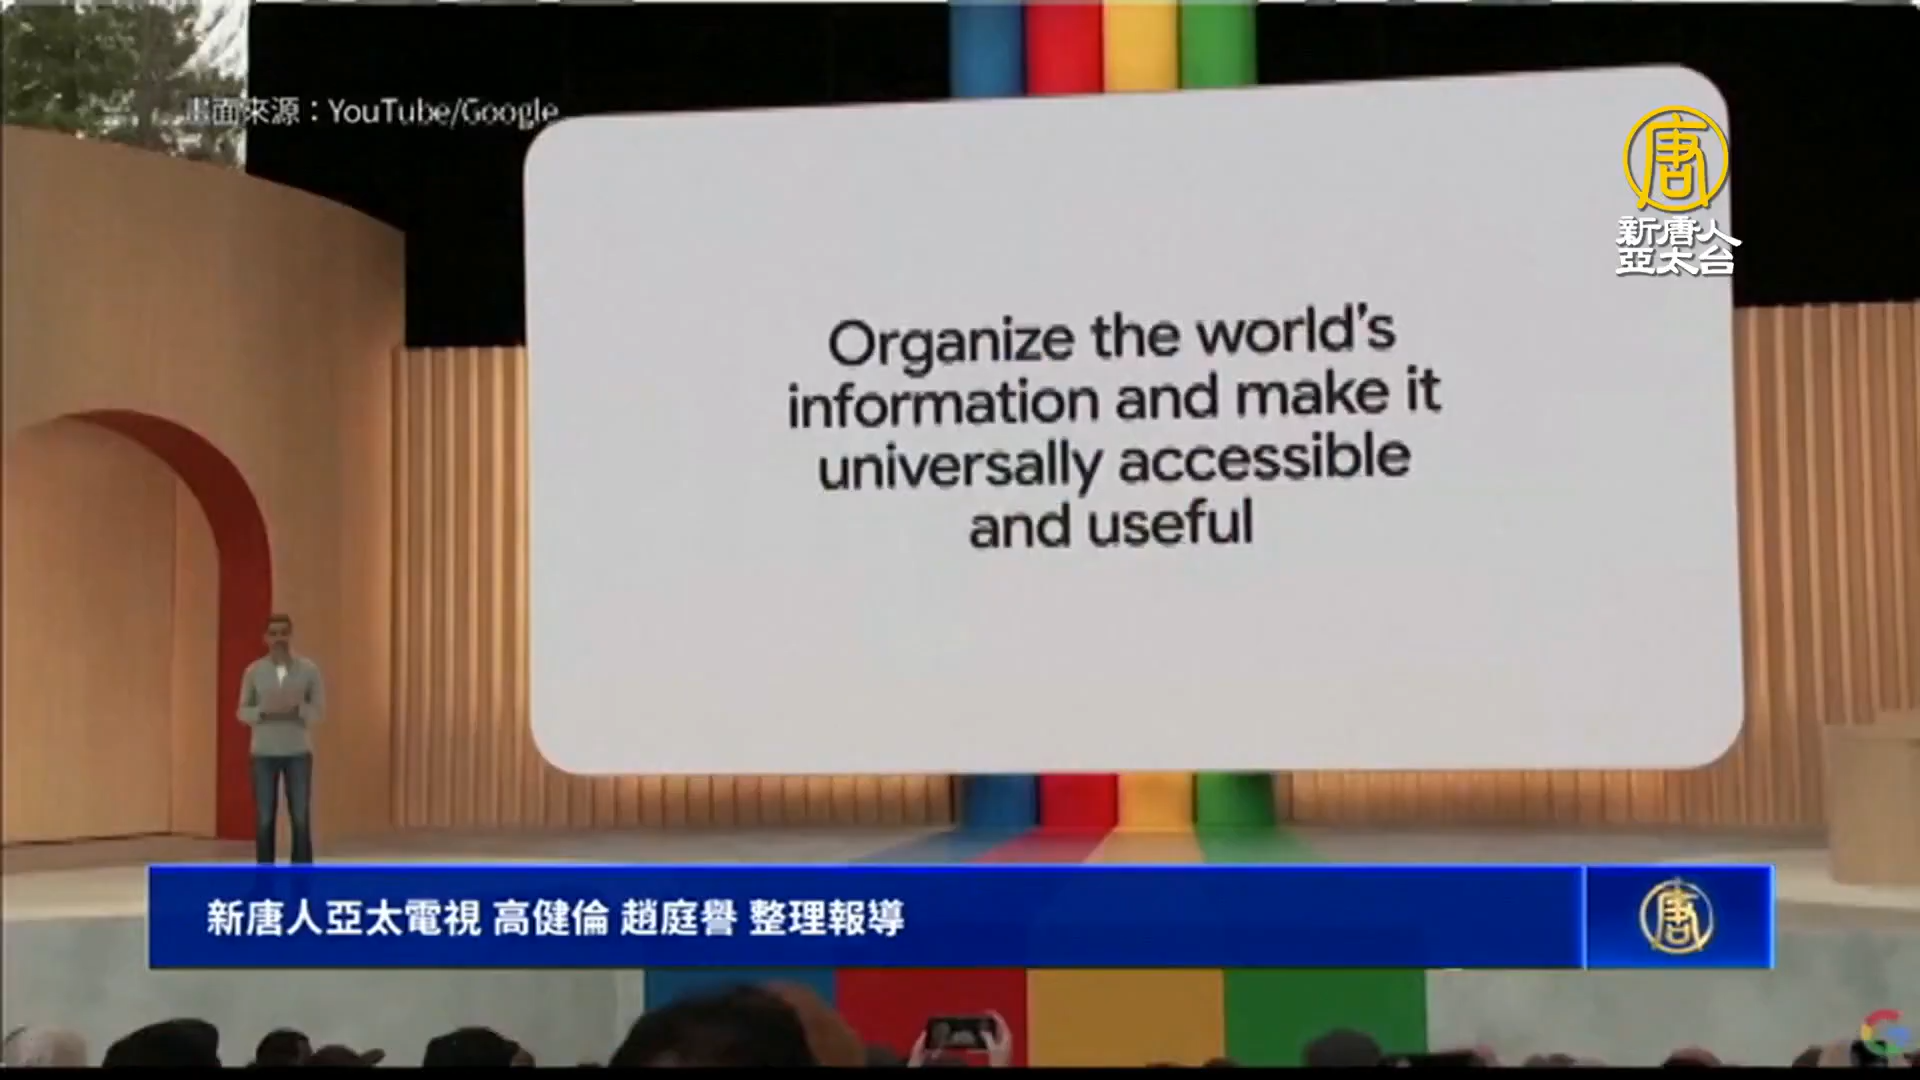 畫面來源：YouTube/Google
唐
新唐人
亞太台
Organize the world's
information and make it
universally accessible
and useful
新唐人亞太電視 高健倫 趙庭譽 整理報導
唐
G